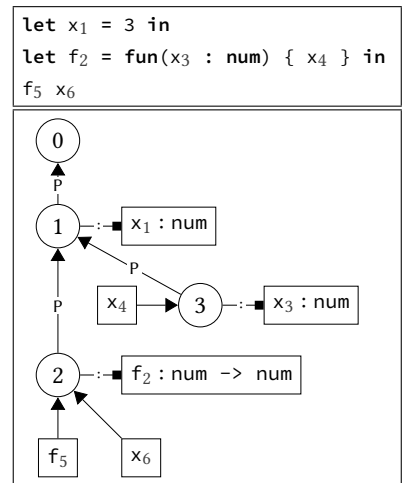 let x₁ = 3 in
let f₂ = fun(x₃ : num) { x₄ } in
f₅ x₆
0
P
1 : x₁ : num
P
P
x₄ 3 : x₃ : num
2 : f₂ : num -> num
f₅ x₆